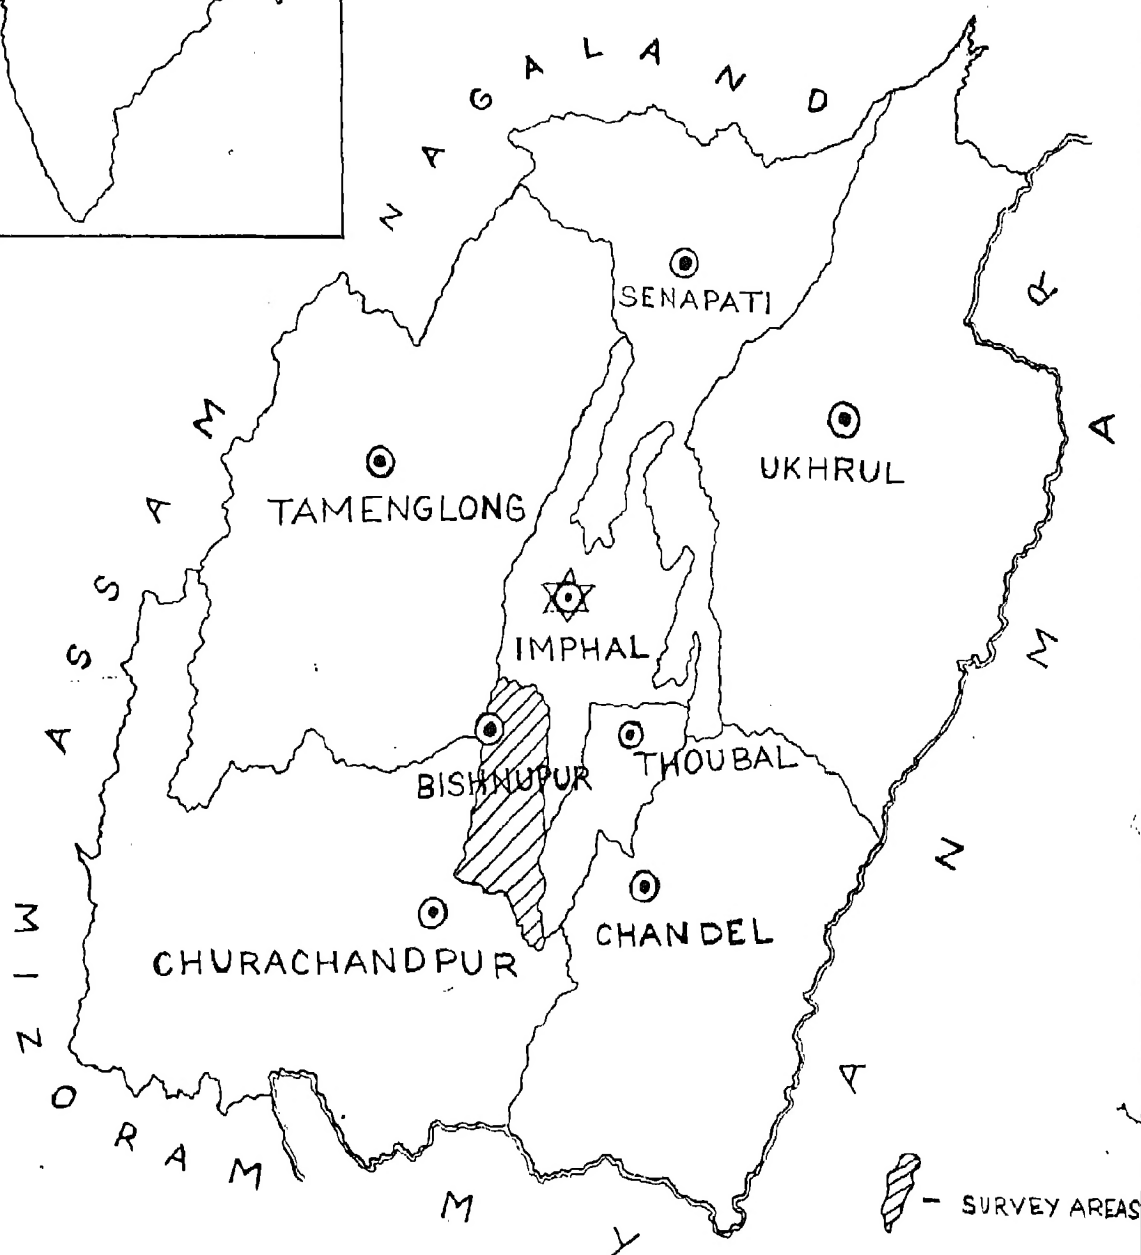 NAGALAND
SENAPATI
UKHRUL
TAMENGLONG
ASSAM
IMPHAL
BISHNUPUR
THOUBAL
CHANDEL
CHURACHANDPUR
MIZORAM
MYANMAR
- SURVEY AREAS